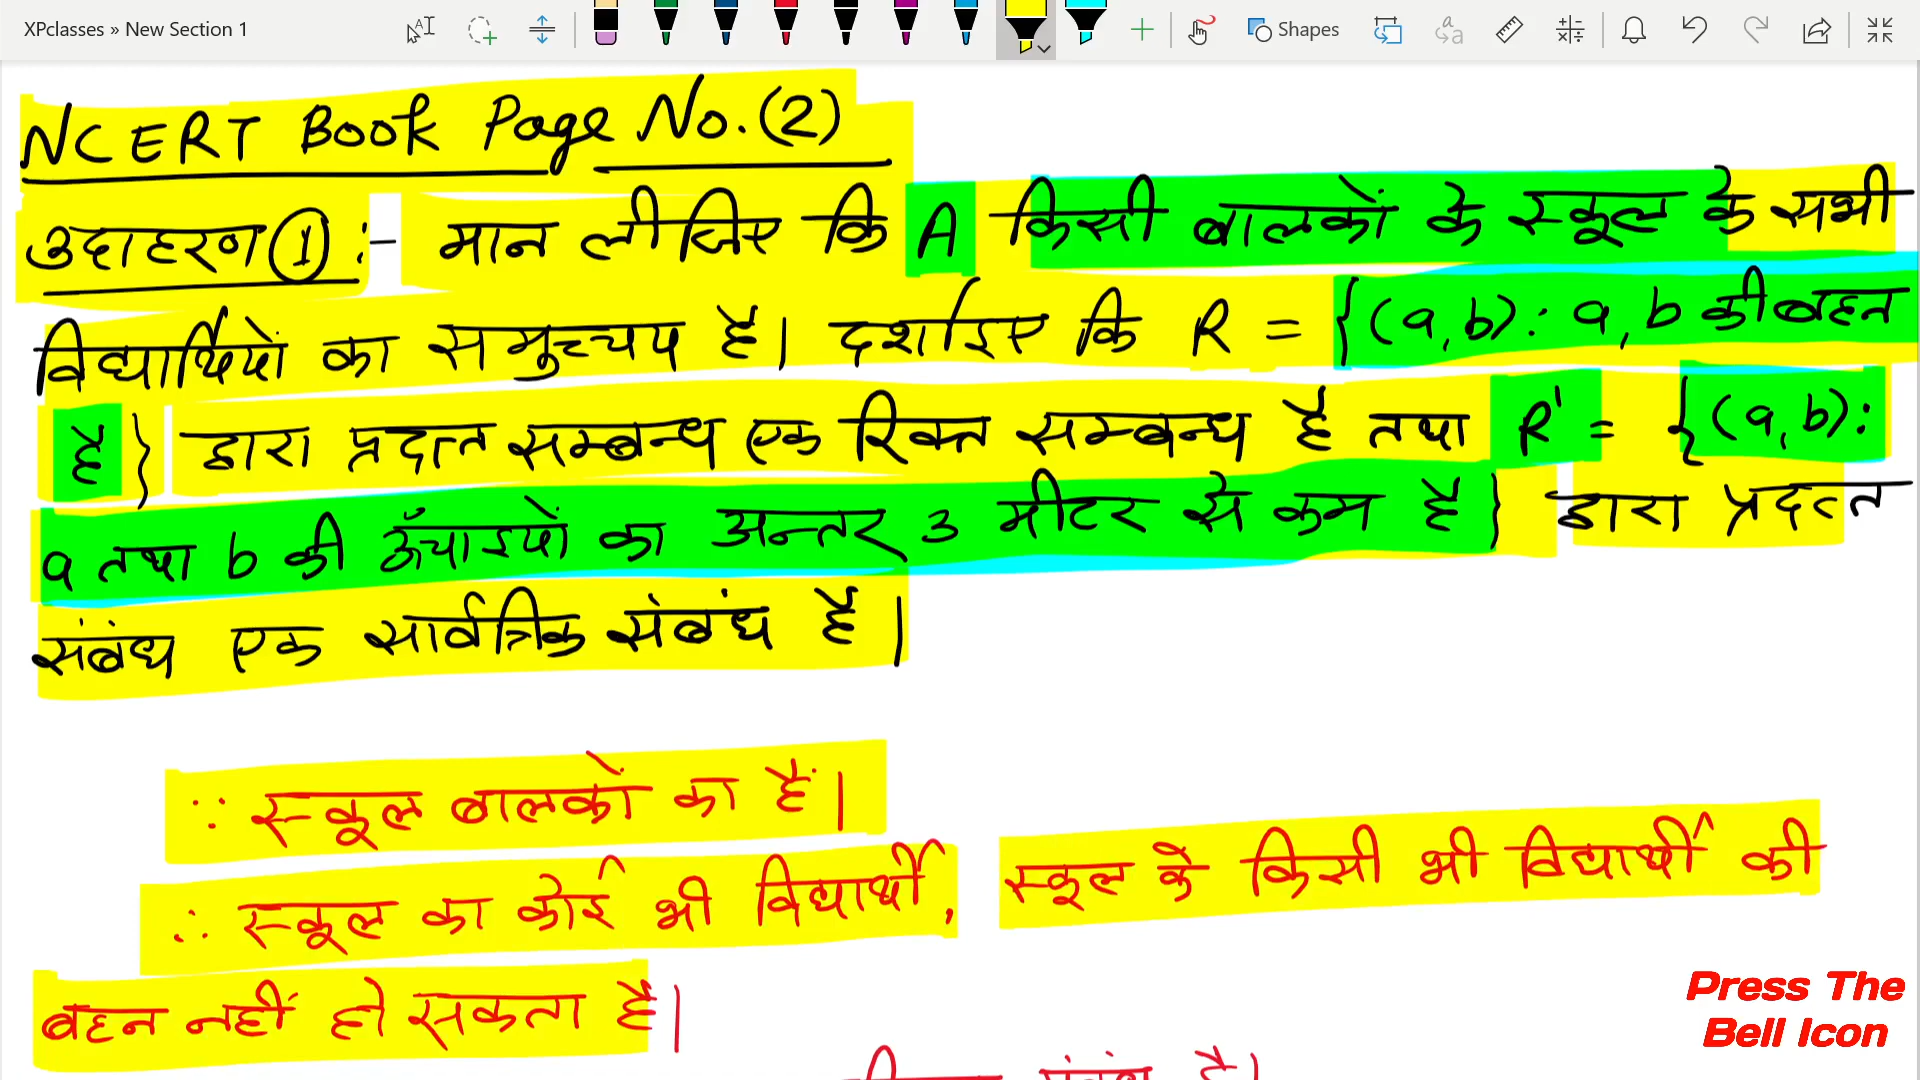 XPclasses » New Section 1
Shapes
NCERT Book Page No. (2)
उदाहरण ① :- मान लीजिए कि A किसी बालकों के स्कूल के सभी
विद्यार्थियों का समुच्चय है। दर्शाइए कि R = {(a, b) : a, b की बहन
है} द्वारा प्रदत्त सम्बन्ध एक रिक्त सम्बन्ध है तथा R' = {(a, b) :
a तथा b की ऊँचाइयों का अन्तर 3 मीटर से कम है} द्वारा प्रदत्त
संबंध एक सार्वत्रिक संबंध है।
∵ स्कूल बालकों का है।
∴ स्कूल का कोई भी विद्यार्थी, स्कूल के किसी भी विद्यार्थी की
बहन नहीं हो सकता है।
संबंध है।
Press The
Bell Icon